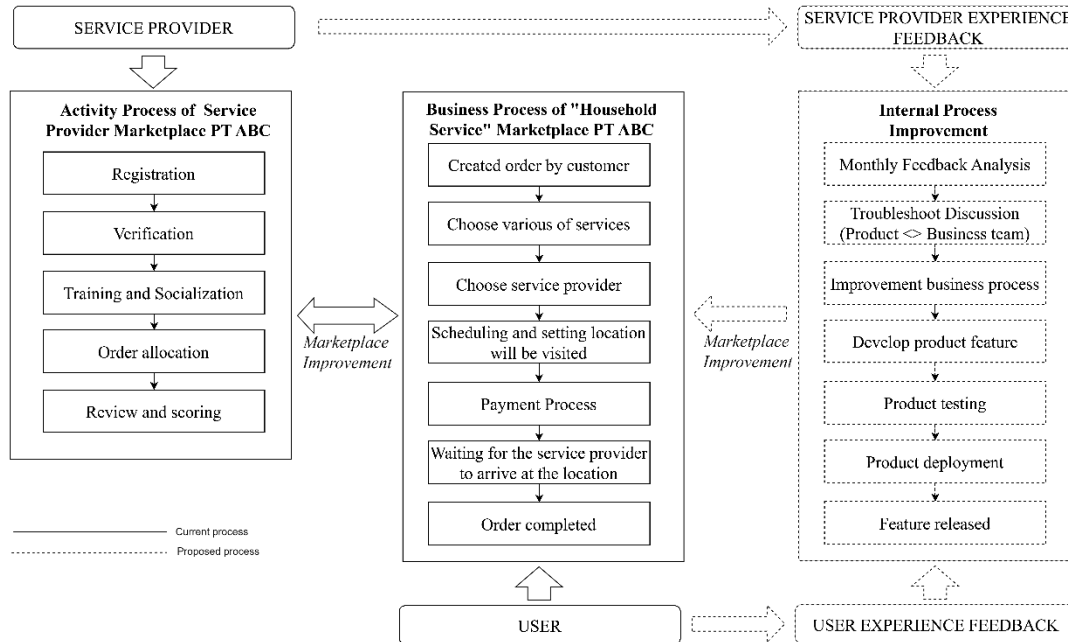 SERVICE PROVIDER
SERVICE PROVIDER EXPERIENCE
FEEDBACK
Activity Process of Service
Provider Marketplace PT ABC
Registration
Verification
Training and Socialization
Order allocation
Review and scoring
Marketplace
Improvement
Business Process of "Household
Service" Marketplace PT ABC
Created order by customer
Choose various of services
Choose service provider
Scheduling and setting location
will be visited
Payment Process
Waiting for the service provider
to arrive at the location
Order completed
Marketplace
Improvement
Internal Process
Improvement
Monthly Feedback Analysis
Troubleshoot Discussion
(Product <> Business team)
Improvement business process
Develop product feature
Product testing
Product deployment
Feature released
Current process
Proposed process
USER
USER EXPERIENCE FEEDBACK